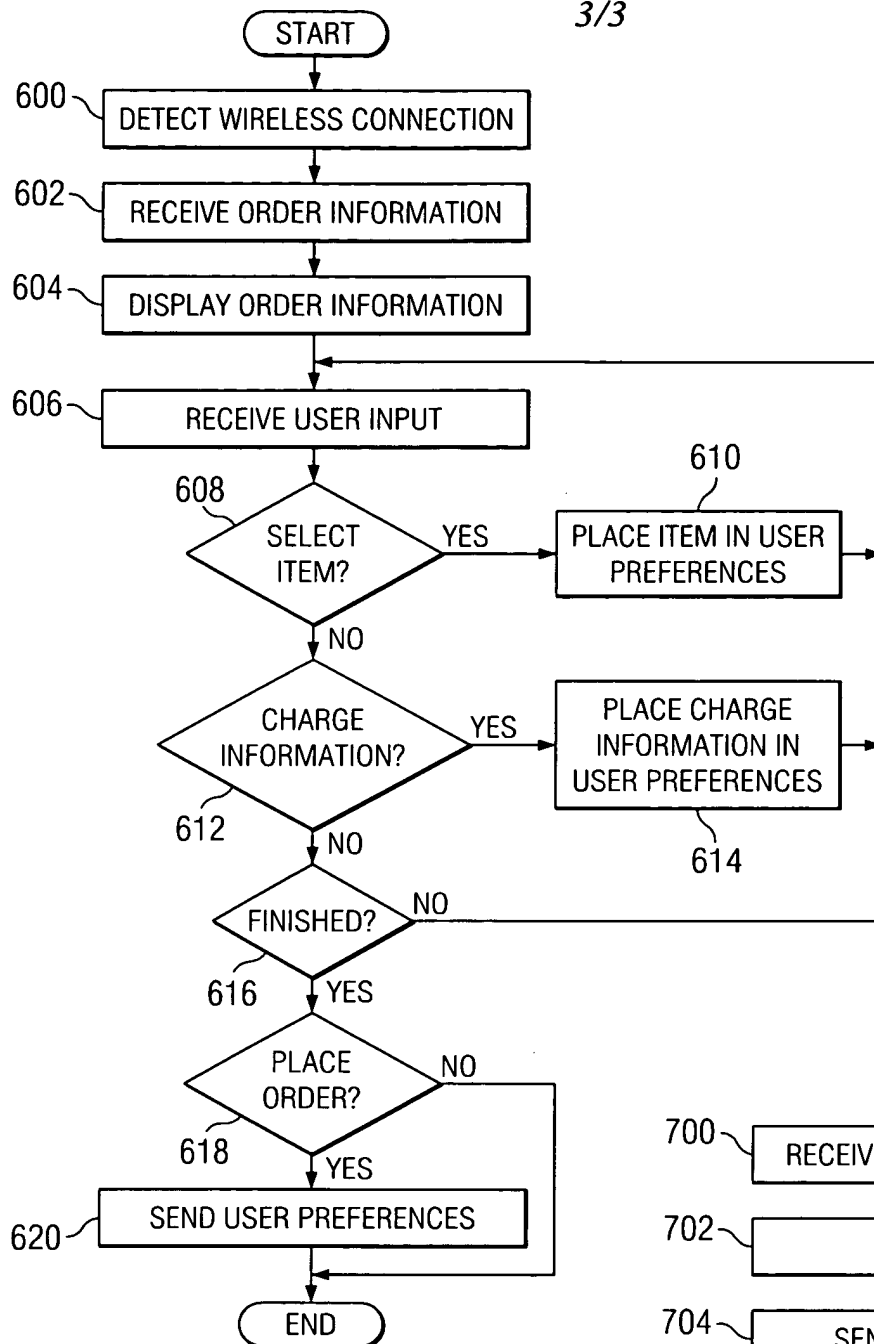 3/3
START
600
DETECT WIRELESS CONNECTION
602
RECEIVE ORDER INFORMATION
604
DISPLAY ORDER INFORMATION
606
RECEIVE USER INPUT
608
SELECT
ITEM?
YES
610
PLACE ITEM IN USER
PREFERENCES
NO
CHARGE
INFORMATION?
YES
612
PLACE CHARGE
INFORMATION IN
USER PREFERENCES
614
NO
FINISHED?
NO
616
YES
PLACE
ORDER?
NO
618
YES
620
SEND USER PREFERENCES
END
700
RECEIV
702
704
SEN